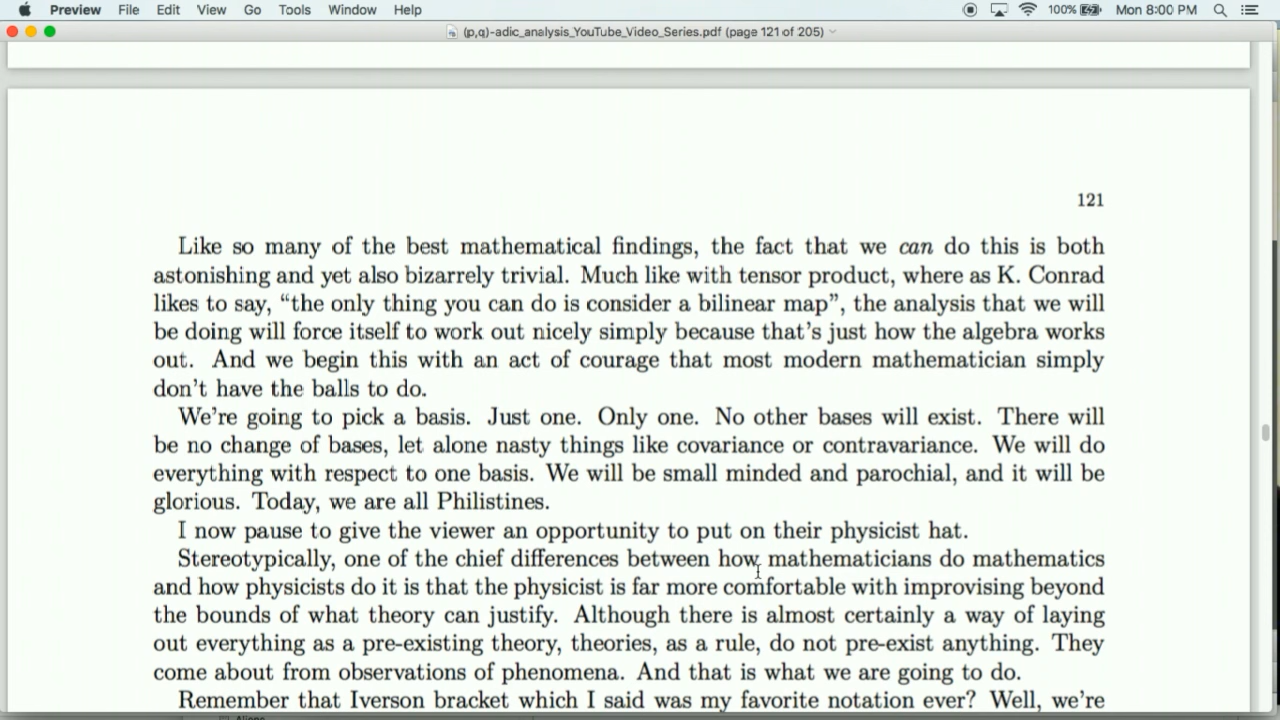 Preview File Edit View Go Tools Window Help 100% Mon 8:00 PM
(p,q)-adic_analysis_YouTube_Video_Series.pdf (page 121 of 205)
121
Like so many of the best mathematical findings, the fact that we can do this is both
astonishing and yet also bizarrely trivial. Much like with tensor product, where as K. Conrad
likes to say, “the only thing you can do is consider a bilinear map”, the analysis that we will
be doing will force itself to work out nicely simply because that’s just how the algebra works
out. And we begin this with an act of courage that most modern mathematician simply
don’t have the balls to do.
We’re going to pick a basis. Just one. Only one. No other bases will exist. There will
be no change of bases, let alone nasty things like covariance or contravariance. We will do
everything with respect to one basis. We will be small minded and parochial, and it will be
glorious. Today, we are all Philistines.
I now pause to give the viewer an opportunity to put on their physicist hat.
Stereotypically, one of the chief differences between how mathematicians do mathematics
and how physicists do it is that the physicist is far more comfortable with improvising beyond
the bounds of what theory can justify. Although there is almost certainly a way of laying
out everything as a pre-existing theory, theories, as a rule, do not pre-exist anything. They
come about from observations of phenomena. And that is what we are going to do.
Remember that Iverson bracket which I said was my favorite notation ever? Well, we’re